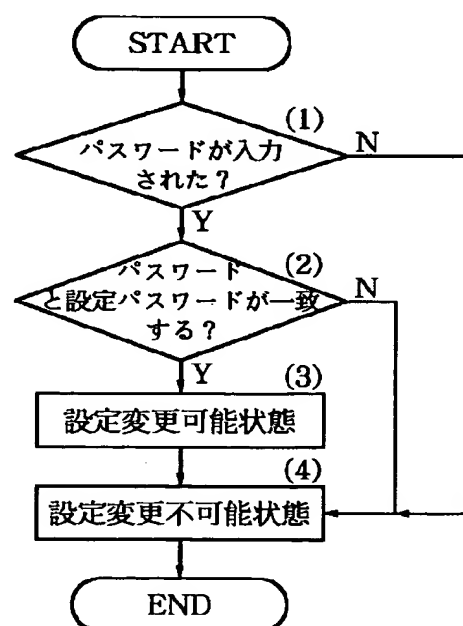 START
(1)
パスワードが入力
された?
N
Y
(2)
パスワード
と設定パスワードが一致
する?
N
Y
(3)
設定変更可能状態
(4)
設定変更不可能状態
END